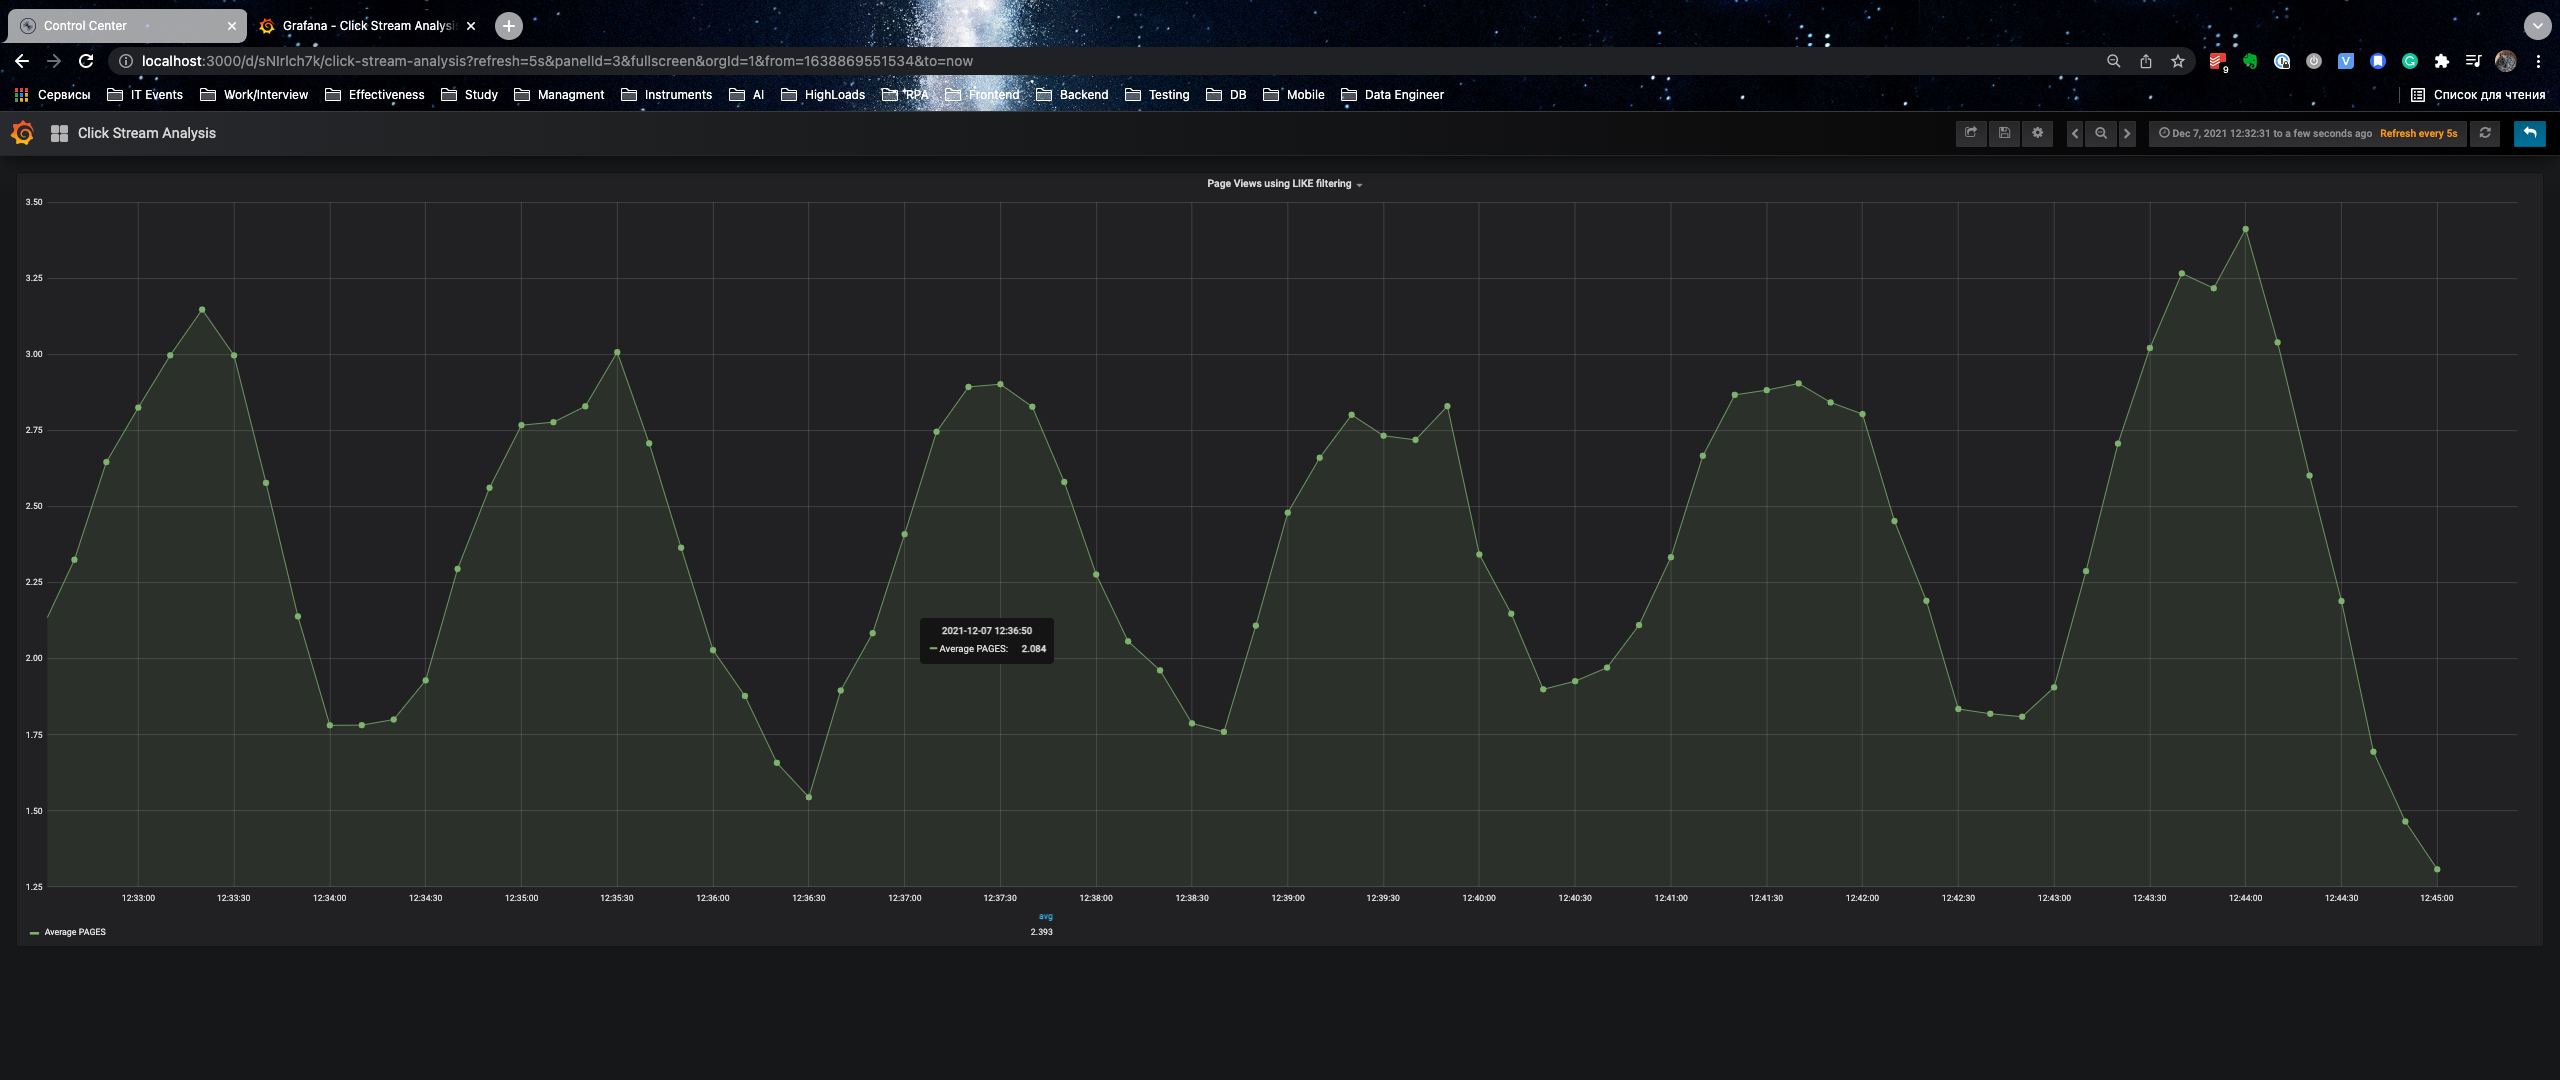 Control Center
Grafana - Click Stream Analysis
localhost:3000/d/sNIrlch7k/click-stream-analysis?refresh=5s&panelId=3&fullscreen&orgId=1&from=1638869551534&to=now
9
Сервисы IT Events Work/Interview Effectiveness Study Managment Instruments AI HighLoads RPA Frontend Backend Testing DB Mobile Data Engineer Список для чтения
Click Stream Analysis
Dec 7, 2021 12:32:31 to a few seconds ago Refresh every 5s
Page Views using LIKE filtering
3.50
3.25
3.00
2.75
2.50
2.25
2.00
1.75
1.50
1.25
2021-12-07 12:36:50
Average PAGES: 2.084
12:33:00 12:33:30 12:34:00 12:34:30 12:35:00 12:35:30 12:36:00 12:36:30 12:37:00 12:37:30 12:38:00 12:38:30 12:39:00 12:39:30 12:40:00 12:40:30 12:41:00 12:41:30 12:42:00 12:42:30 12:43:00 12:43:30 12:44:00 12:44:30 12:45:00
avg
Average PAGES 2.393